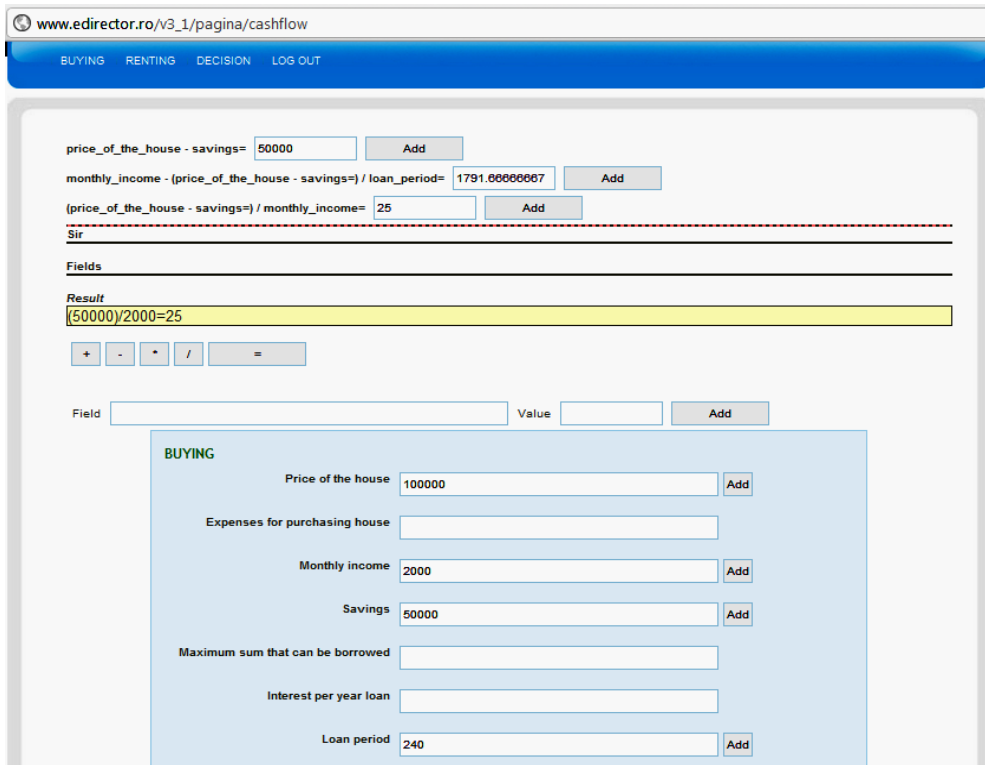 www.edirector.ro/v3_1/pagina/cashflow
BUYING RENTING DECISION LOG OUT
price_of_the_house - savings= 50000 Add
monthly_income - (price_of_the_house - savings=) / loan_period= 1791.66666667 Add
(price_of_the_house - savings=) / monthly_income= 25 Add
Sir
Fields
Result
(50000)/2000=25
+ - * / =
Field Value Add
BUYING
Price of the house 100000 Add
Expenses for purchasing house
Monthly income 2000 Add
Savings 50000 Add
Maximum sum that can be borrowed
Interest per year loan
Loan period 240 Add